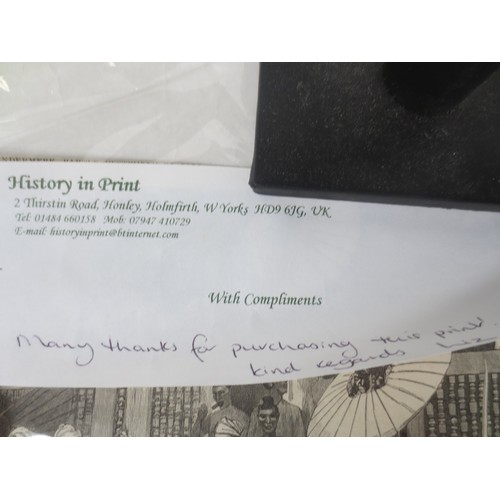 History in Print
2 Thirstin Road, Honley, Holmfirth, W Yorks HD9 6JG, UK
Tel: 01484 660158 Mob: 07947 410729
E-mail: historyinprint@btinternet.com
With Compliments
Many thanks for purchasing this print
kind regards Liz